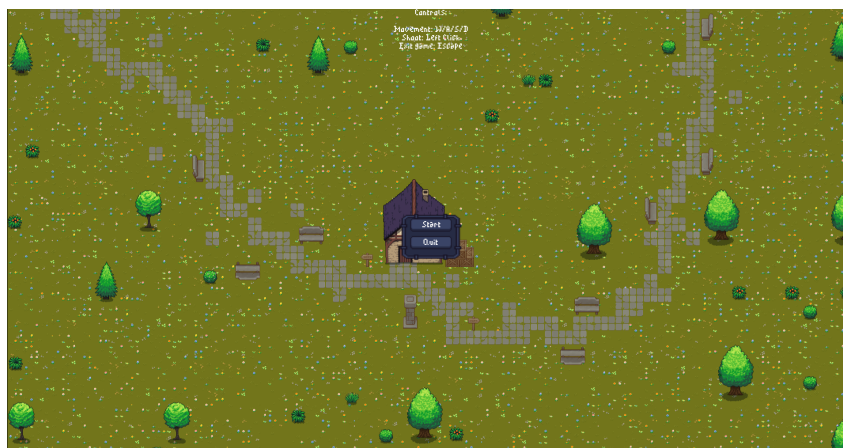 Controls:
Movement: W/A/S/D
Shoot: Left Click
Exit game: Escape
Start
Quit